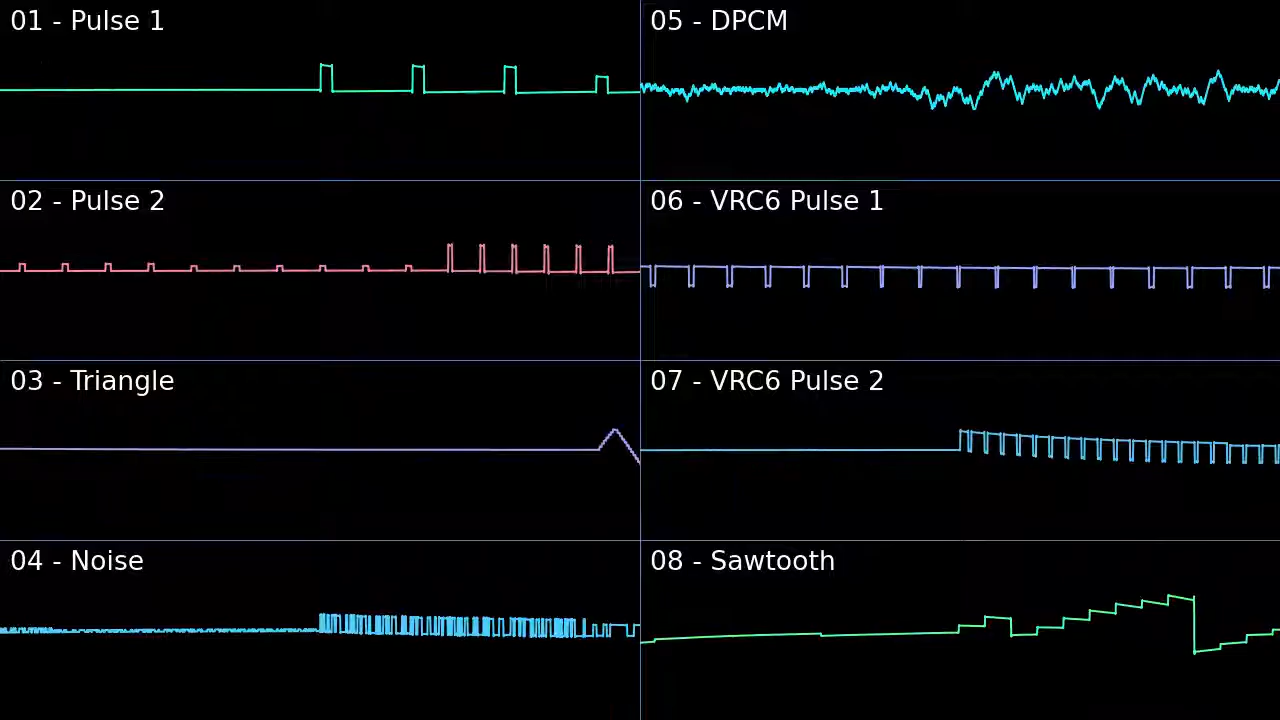 01 - Pulse 1
02 - Pulse 2
03 - Triangle
04 - Noise
05 - DPCM
06 - VRC6 Pulse 1
07 - VRC6 Pulse 2
08 - Sawtooth